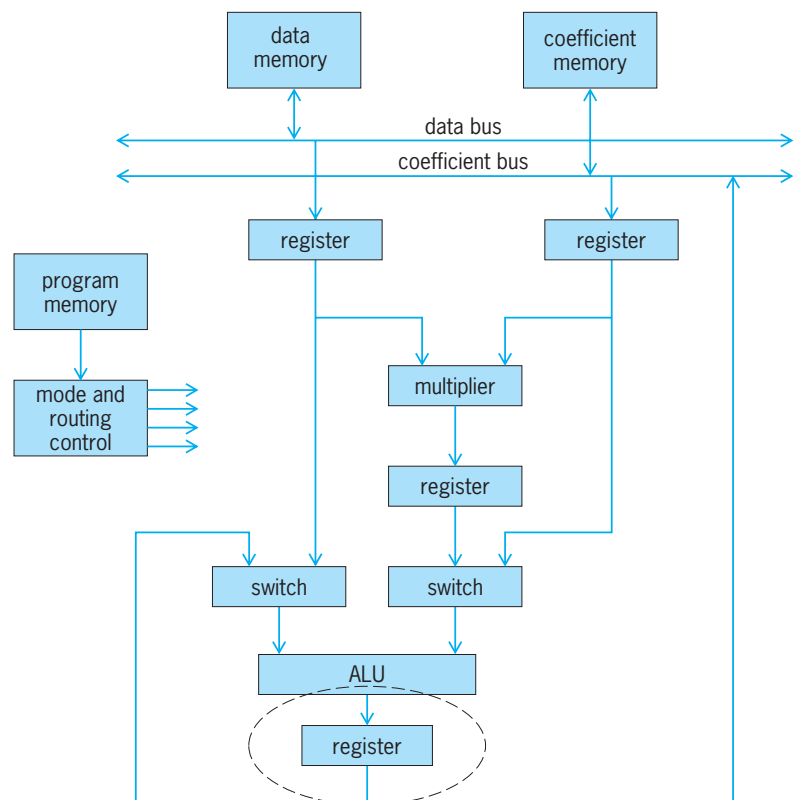 data
memory
coefficient
memory
data bus
coefficient bus
register
register
program
memory
multiplier
mode and
routing
control
register
switch
switch
ALU
register